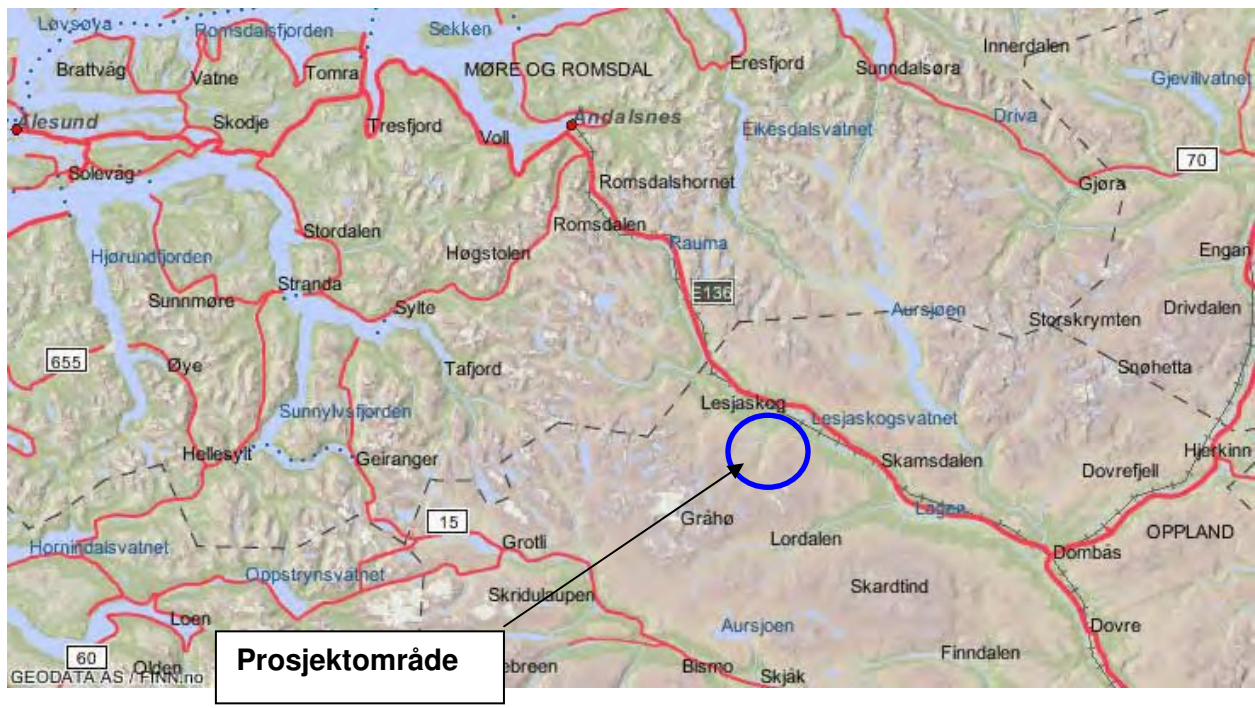 Løvsøya
Romsdalsfjorden
Sekken
Innerdalen
Brattvåg
Vatne
Tomra
MØRE OG ROMSDAL
Eresfjord
Sunndalsøra
Gjevillvatnet
Ålesund
Skodje
Tresfjord
Voll
Åndalsnes
Eikesdalsvatnet
Driva
70
Solevåg
Romsdalshornet
Gjøra
Stordalen
Romsdalen
Hjørundfjorden
Høgstolen
Rauma
Engan
Stranda
Sunnmøre
Sylte
E136
Aursjøen
Storskrymten
Drivdalen
655
Øye
Tafjord
Snøhetta
Sunnylvsfjorden
Lesjaskog
Lesjaskogsvatnet
Hellesylt
Geiranger
Skamsdalen
Dovrefjell
Hjerkinn
15
Gråhø
Lågen
Hornindalsvatnet
Grotli
Lordalen
Dombås
OPPLAND
Oppstrynsvatnet
Skridulaupen
Skardtind
Loen
Aursjoen
Dovre
Prosjektområde
60
Olden
ebreen
Bismo
Skjåk
Finndalen
GEODATA AS / FINN.no